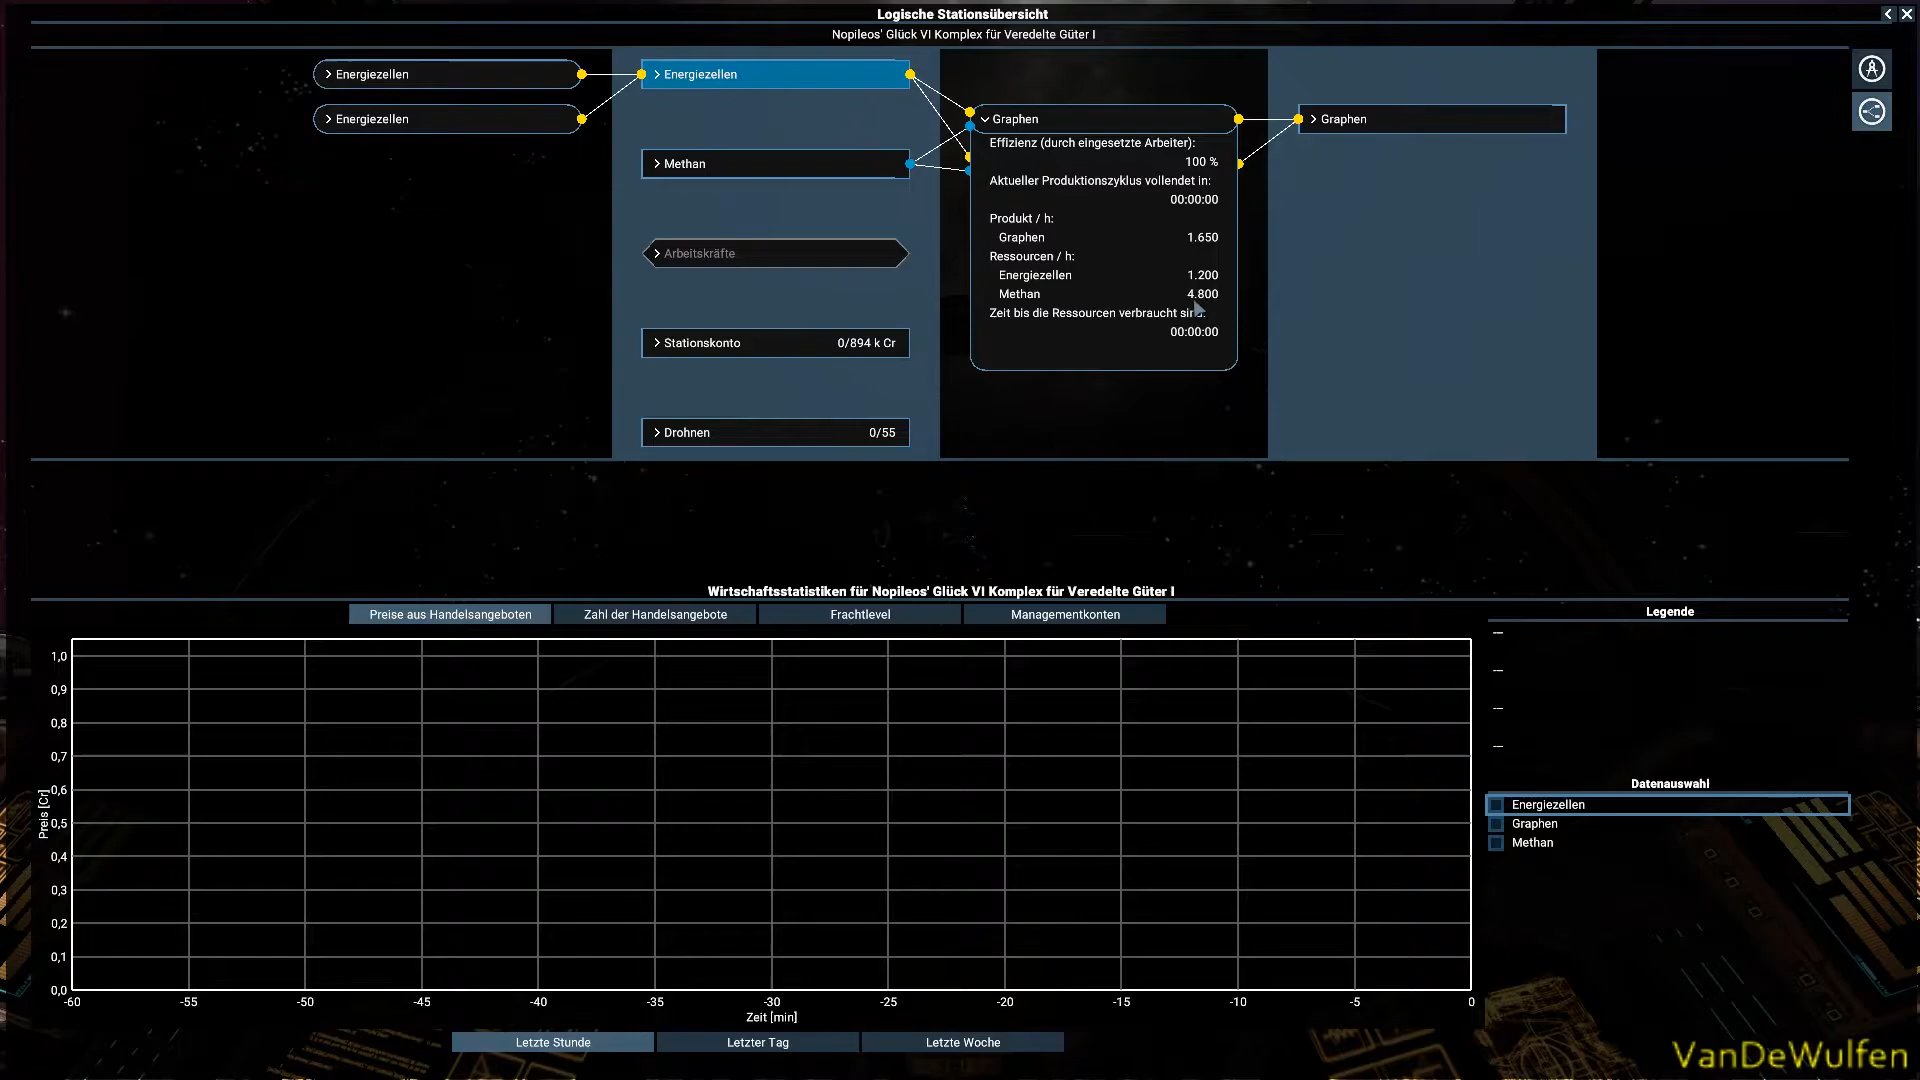 Logische Stationsübersicht
Nopileos' Glück VI Komplex für Veredelte Güter I
Energiezellen
Energiezellen
Energiezellen
Methan
Arbeitskräfte
Stationskonto 0/894 k Cr
Drohnen 0/55
Graphen
Effizienz (durch eingesetzte Arbeiter):
100 %
Aktueller Produktionszyklus vollendet in:
00:00:00
Produkt / h:
Graphen 1.650
Ressourcen / h:
Energiezellen 1.200
Methan 4.800
Zeit bis die Ressourcen verbraucht sind:
00:00:00
Graphen
Wirtschaftsstatistiken für Nopileos' Glück VI Komplex für Veredelte Güter I
Preise aus Handelsangeboten
Zahl der Handelsangebote
Frachtlevel
Managementkonten
Preis [Cr]
1,0
0,9
0,8
0,7
0,6
0,5
0,4
0,3
0,2
0,1
0,0
-60 -55 -50 -45 -40 -35 -30 -25 -20 -15 -10 -5 0
Zeit [min]
Letzte Stunde
Letzter Tag
Letzte Woche
Legende
---
---
---
---
Datenauswahl
Energiezellen
Graphen
Methan
VanDeWulfen